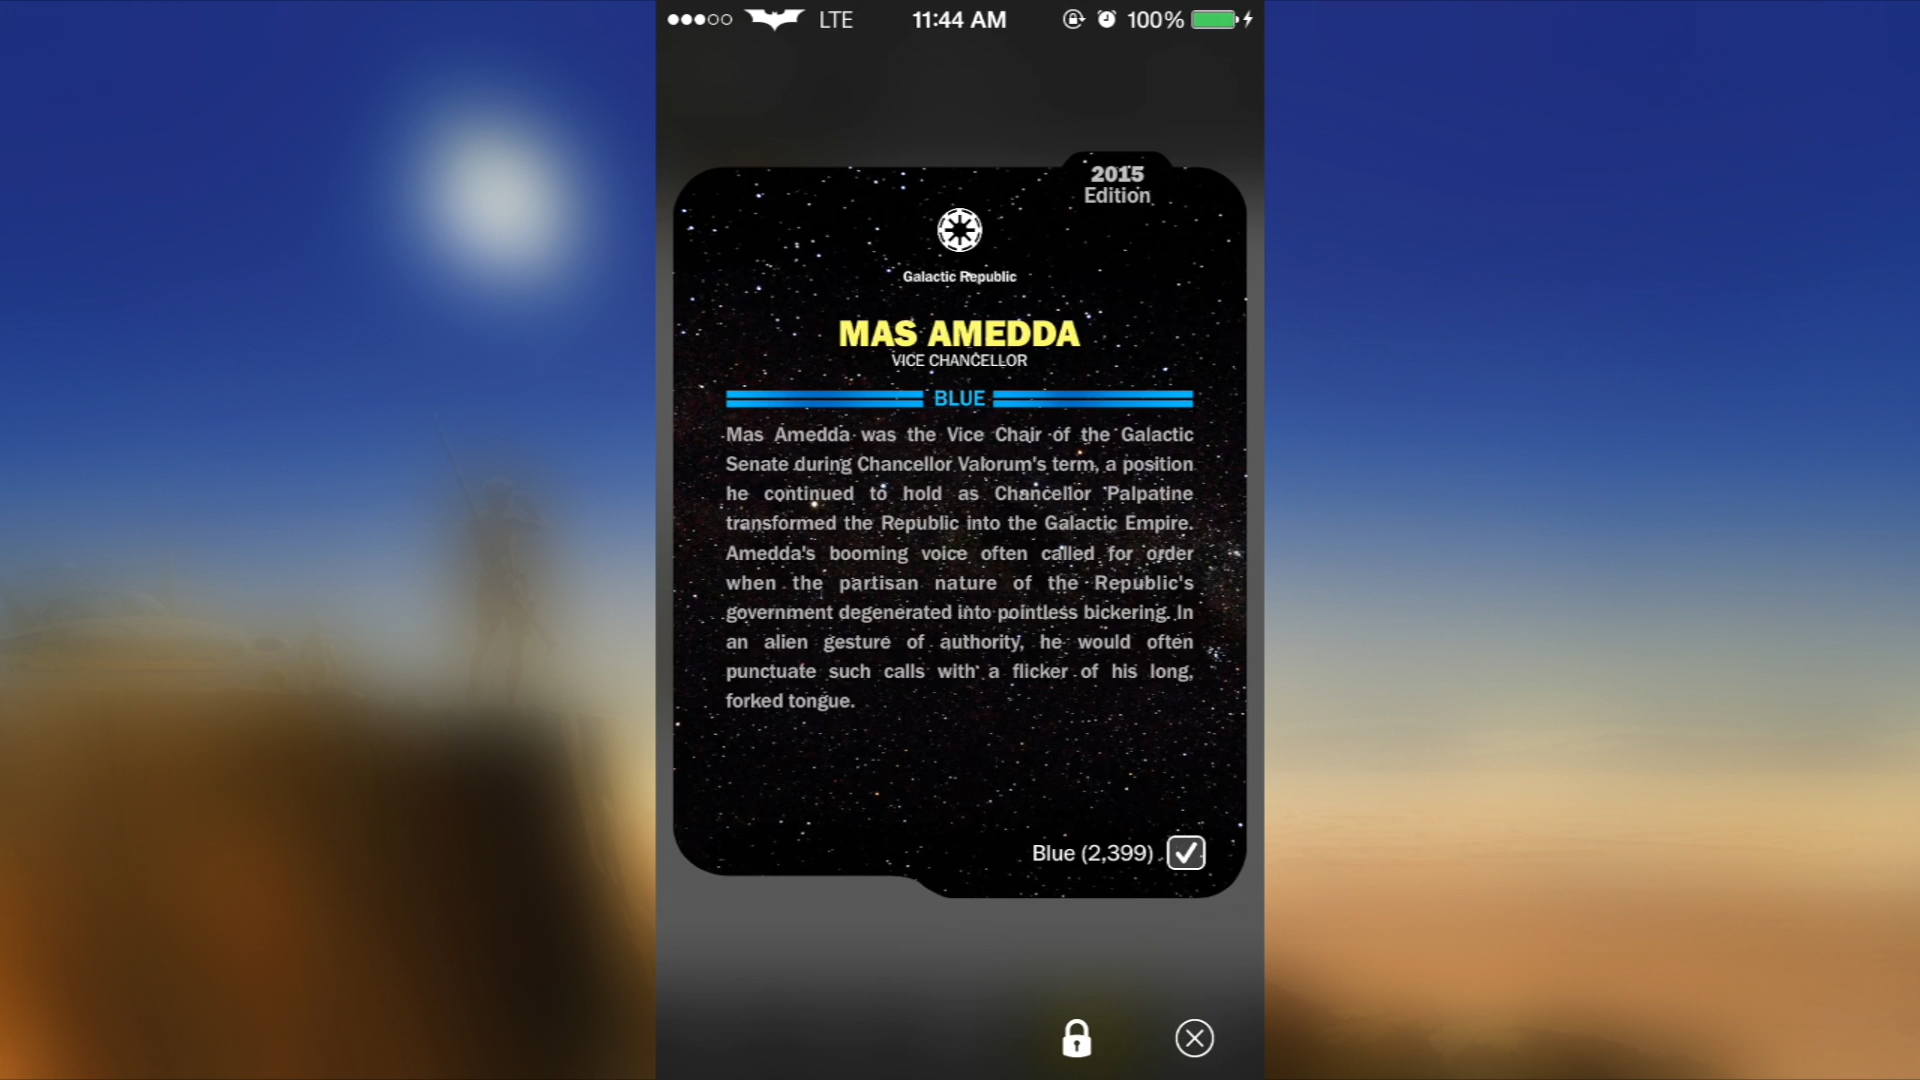 LTE 11:44 AM 100%
2015
Edition
Galactic Republic
MAS AMEDDA
VICE CHANCELLOR
BLUE
Mas Amedda was the Vice Chair of the Galactic
Senate during Chancellor Valorum's term, a position
he continued to hold as Chancellor Palpatine
transformed the Republic into the Galactic Empire.
Amedda's booming voice often called for order
when the partisan nature of the Republic's
government degenerated into pointless bickering. In
an alien gesture of authority, he would often
punctuate such calls with a flicker of his long,
forked tongue.
Blue (2,399)